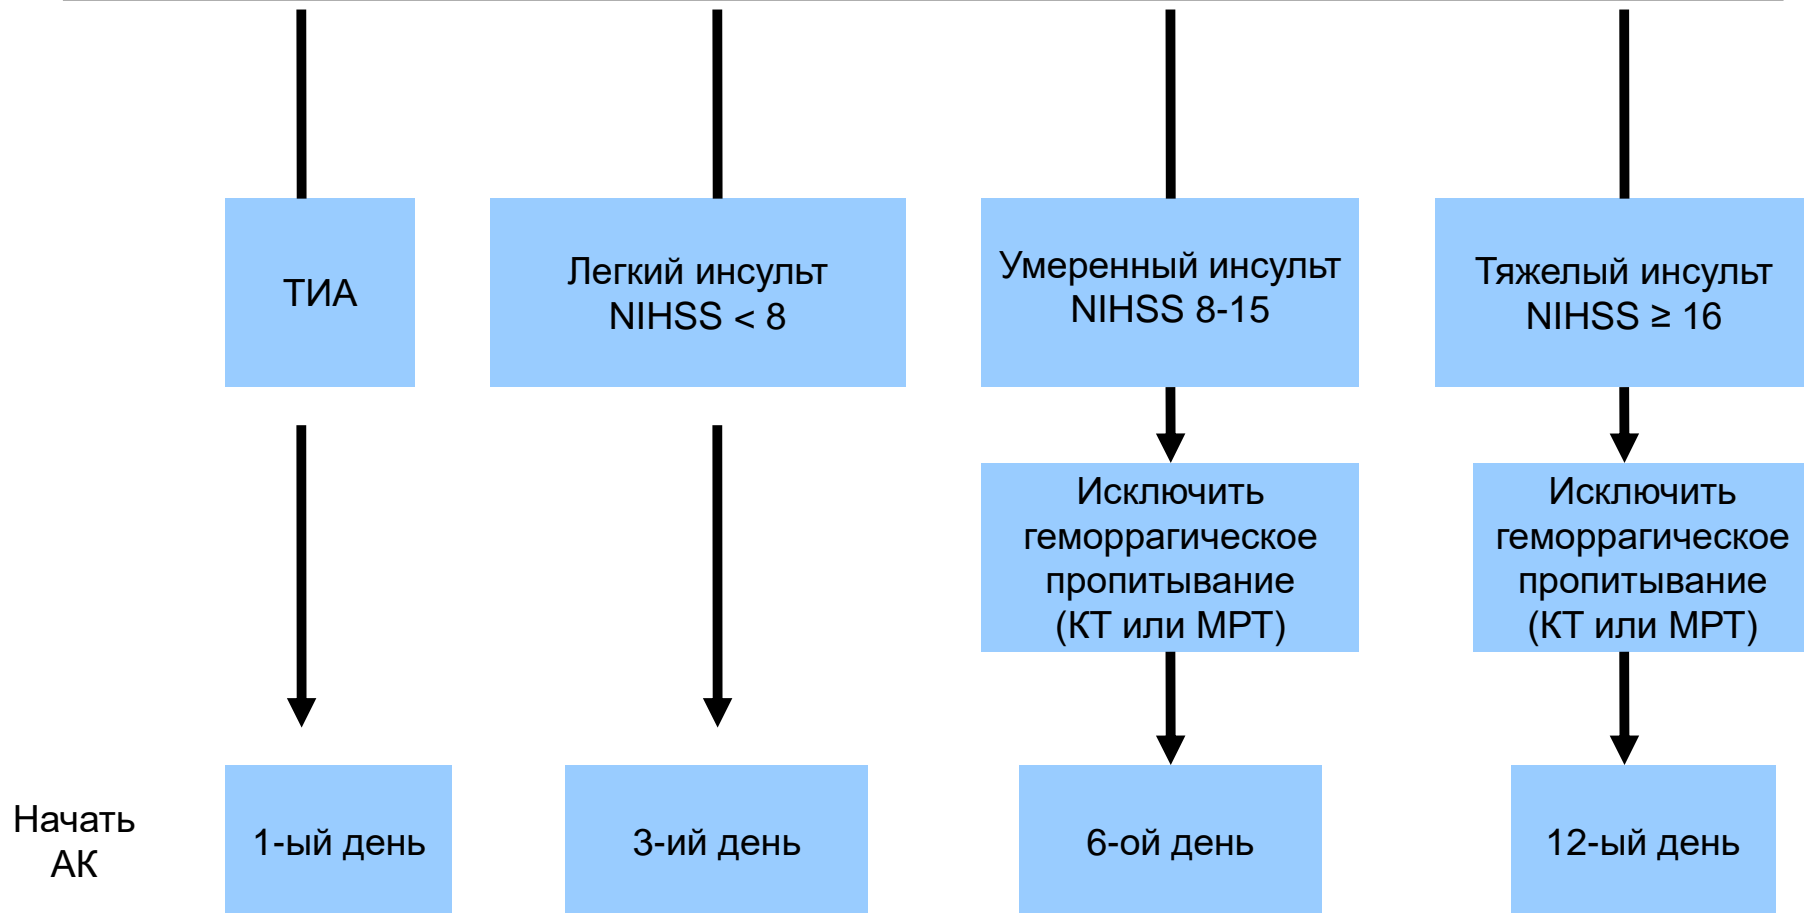 ТИА
Легкий инсульт
NIHSS < 8
Умеренный инсульт
NIHSS 8-15
Тяжелый инсульт
NIHSS ≥ 16
Исключить
геморрагическое
пропитывание
(КТ или МРТ)
Исключить
геморрагическое
пропитывание
(КТ или МРТ)
Начать
АК
1-ый день
3-ий день
6-ой день
12-ый день